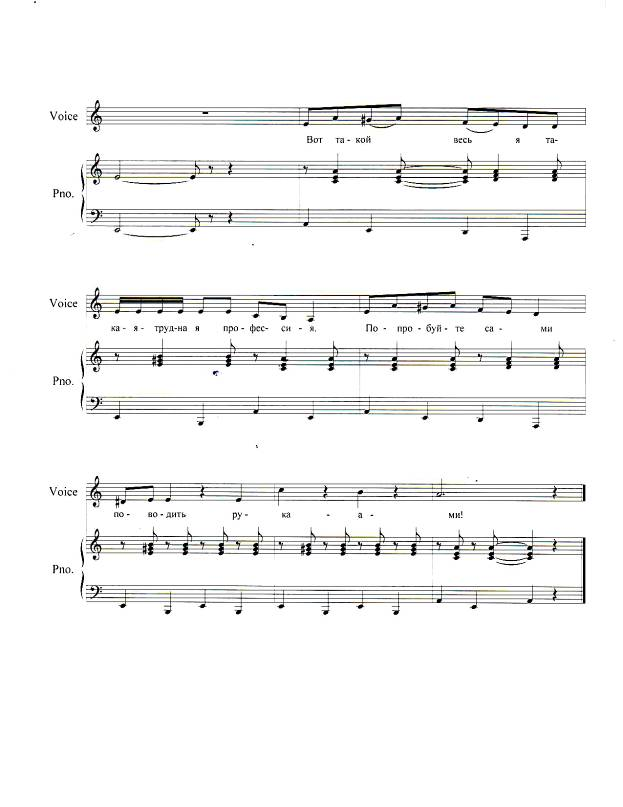 Voice
Вот та - кой весь я та-
Pno.
Voice
ка - я - труд-на я про - фес- си - я. По - про - буй - те са - ми
Pno.
Voice
по - во - дить ру - ка - а - ми!
Pno.